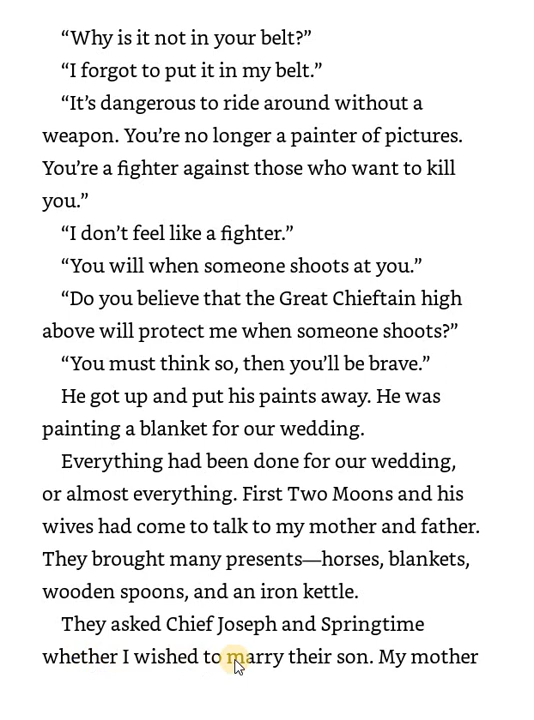 “Why is it not in your belt?”
“I forgot to put it in my belt.”
“It’s dangerous to ride around without a
weapon. You’re no longer a painter of pictures.
You’re a fighter against those who want to kill
you.”
“I don’t feel like a fighter.”
“You will when someone shoots at you.”
“Do you believe that the Great Chieftain high
above will protect me when someone shoots?”
“You must think so, then you’ll be brave.”
He got up and put his paints away. He was
painting a blanket for our wedding.
Everything had been done for our wedding,
or almost everything. First Two Moons and his
wives had come to talk to my mother and father.
They brought many presents—horses, blankets,
wooden spoons, and an iron kettle.
They asked Chief Joseph and Springtime
whether I wished to marry their son. My mother